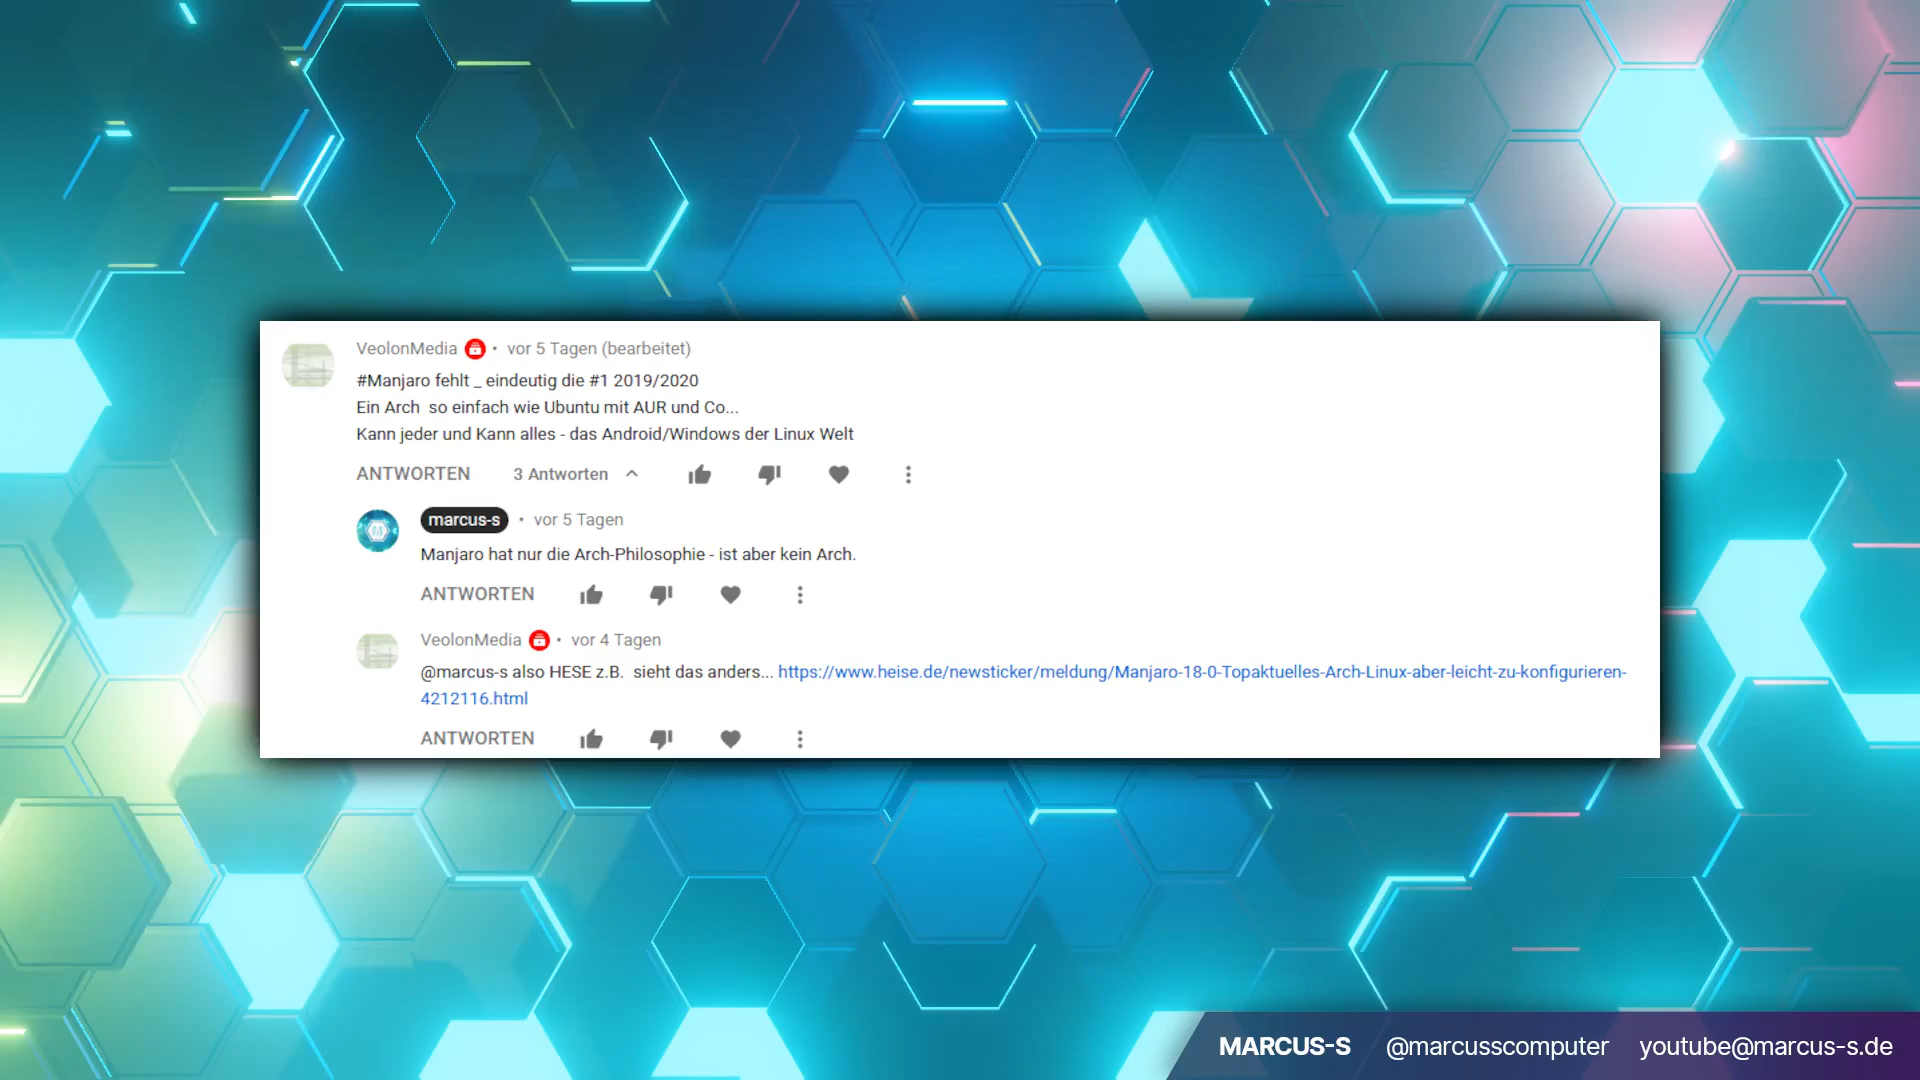 VeolonMedia • vor 5 Tagen (bearbeitet)
#Manjaro fehlt _ eindeutig die #1 2019/2020
Ein Arch  so einfach wie Ubuntu mit AUR und Co...
Kann jeder und Kann alles - das Android/Windows der Linux Welt
ANTWORTEN 3 Antworten
marcus-s • vor 5 Tagen
Manjaro hat nur die Arch-Philosophie - ist aber kein Arch.
ANTWORTEN
VeolonMedia • vor 4 Tagen
@marcus-s also HESE z.B.  sieht das anders... https://www.heise.de/newsticker/meldung/Manjaro-18-0-Topaktuelles-Arch-Linux-aber-leicht-zu-konfigurieren-
4212116.html
ANTWORTEN
MARCUS-S @marcusscomputer youtube@marcus-s.de